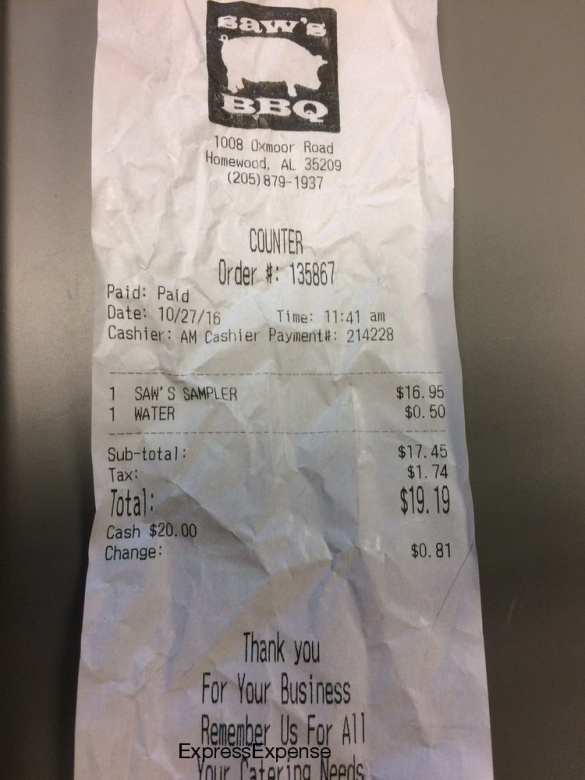 saw's
BBQ
1008 Oxmoor Road
Homewood, AL 35209
(205)879-1937
COUNTER
Order #: 135867
Paid: Paid
Date: 10/27/16 Time: 11:41 am
Cashier: AM Cashier Payment#: 214228
1 SAW'S SAMPLER $16.95
1 WATER $0.50
Sub-total: $17.45
Tax: $1.74
Total: $19.19
Cash $20.00
Change: $0.81
Thank you
For Your Business
Remember Us For All
ExpressExpense
Your Catering Needs